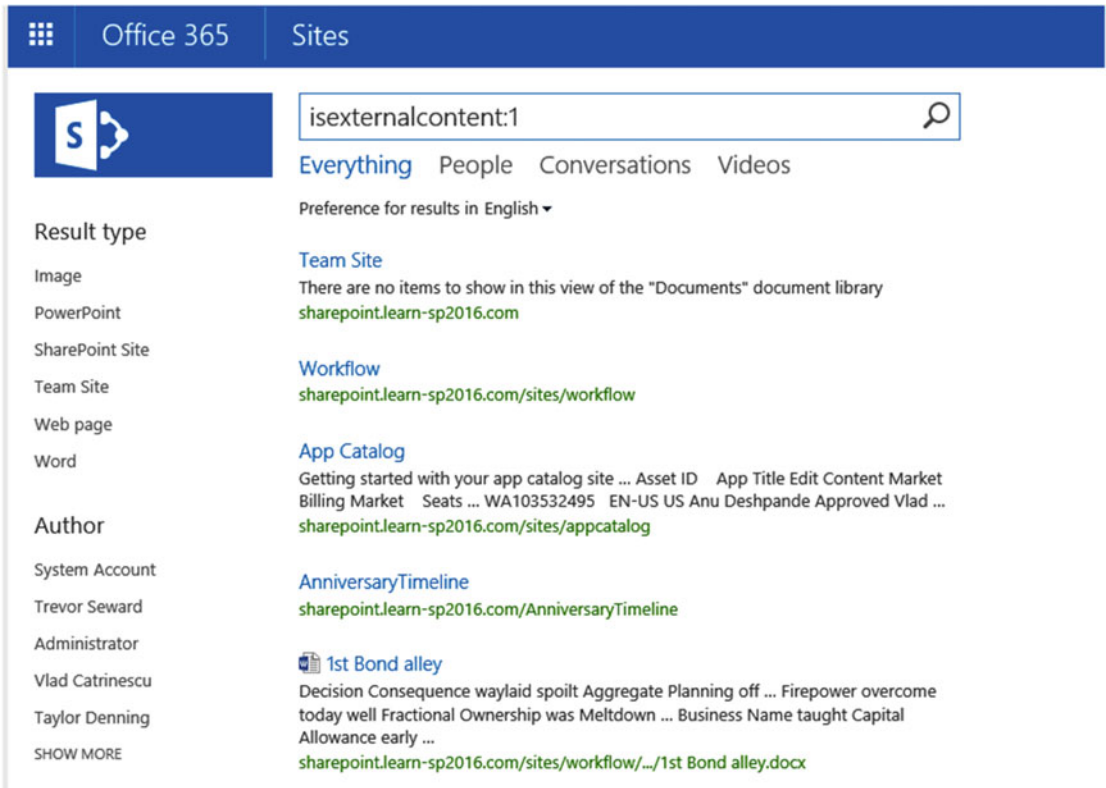 Office 365
Sites
S
isexternalcontent:1
Everything People Conversations Videos
Preference for results in English
Result type
Image
PowerPoint
SharePoint Site
Team Site
Web page
Word
Author
System Account
Trevor Seward
Administrator
Vlad Catrinescu
Taylor Denning
SHOW MORE
Team Site
There are no items to show in this view of the "Documents" document library
sharepoint.learn-sp2016.com
Workflow
sharepoint.learn-sp2016.com/sites/workflow
App Catalog
Getting started with your app catalog site ... Asset ID App Title Edit Content Market
Billing Market Seats ... WA103532495 EN-US US Anu Deshpande Approved Vlad ...
sharepoint.learn-sp2016.com/sites/appcatalog
AnniversaryTimeline
sharepoint.learn-sp2016.com/AnniversaryTimeline
1st Bond alley
Decision Consequence waylaid spoilt Aggregate Planning off ... Firepower overcome
today well Fractional Ownership was Meltdown ... Business Name taught Capital
Allowance early ...
sharepoint.learn-sp2016.com/sites/workflow/.../1st Bond alley.docx